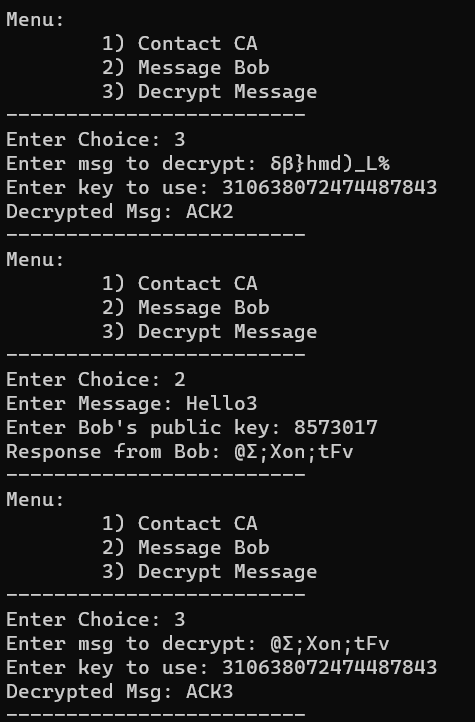 Menu:
1) Contact CA
2) Message Bob
3) Decrypt Message
-------------------------
Enter Choice: 3
Enter msg to decrypt: δβ}hmd)_L%
Enter key to use: 310638072474487843
Decrypted Msg: ACK2
-------------------------
Menu:
1) Contact CA
2) Message Bob
3) Decrypt Message
-------------------------
Enter Choice: 2
Enter Message: Hello3
Enter Bob's public key: 8573017
Response from Bob: @Σ;Xon;tFv
-------------------------
Menu:
1) Contact CA
2) Message Bob
3) Decrypt Message
-------------------------
Enter Choice: 3
Enter msg to decrypt: @Σ;Xon;tFv
Enter key to use: 310638072474487843
Decrypted Msg: ACK3
-------------------------